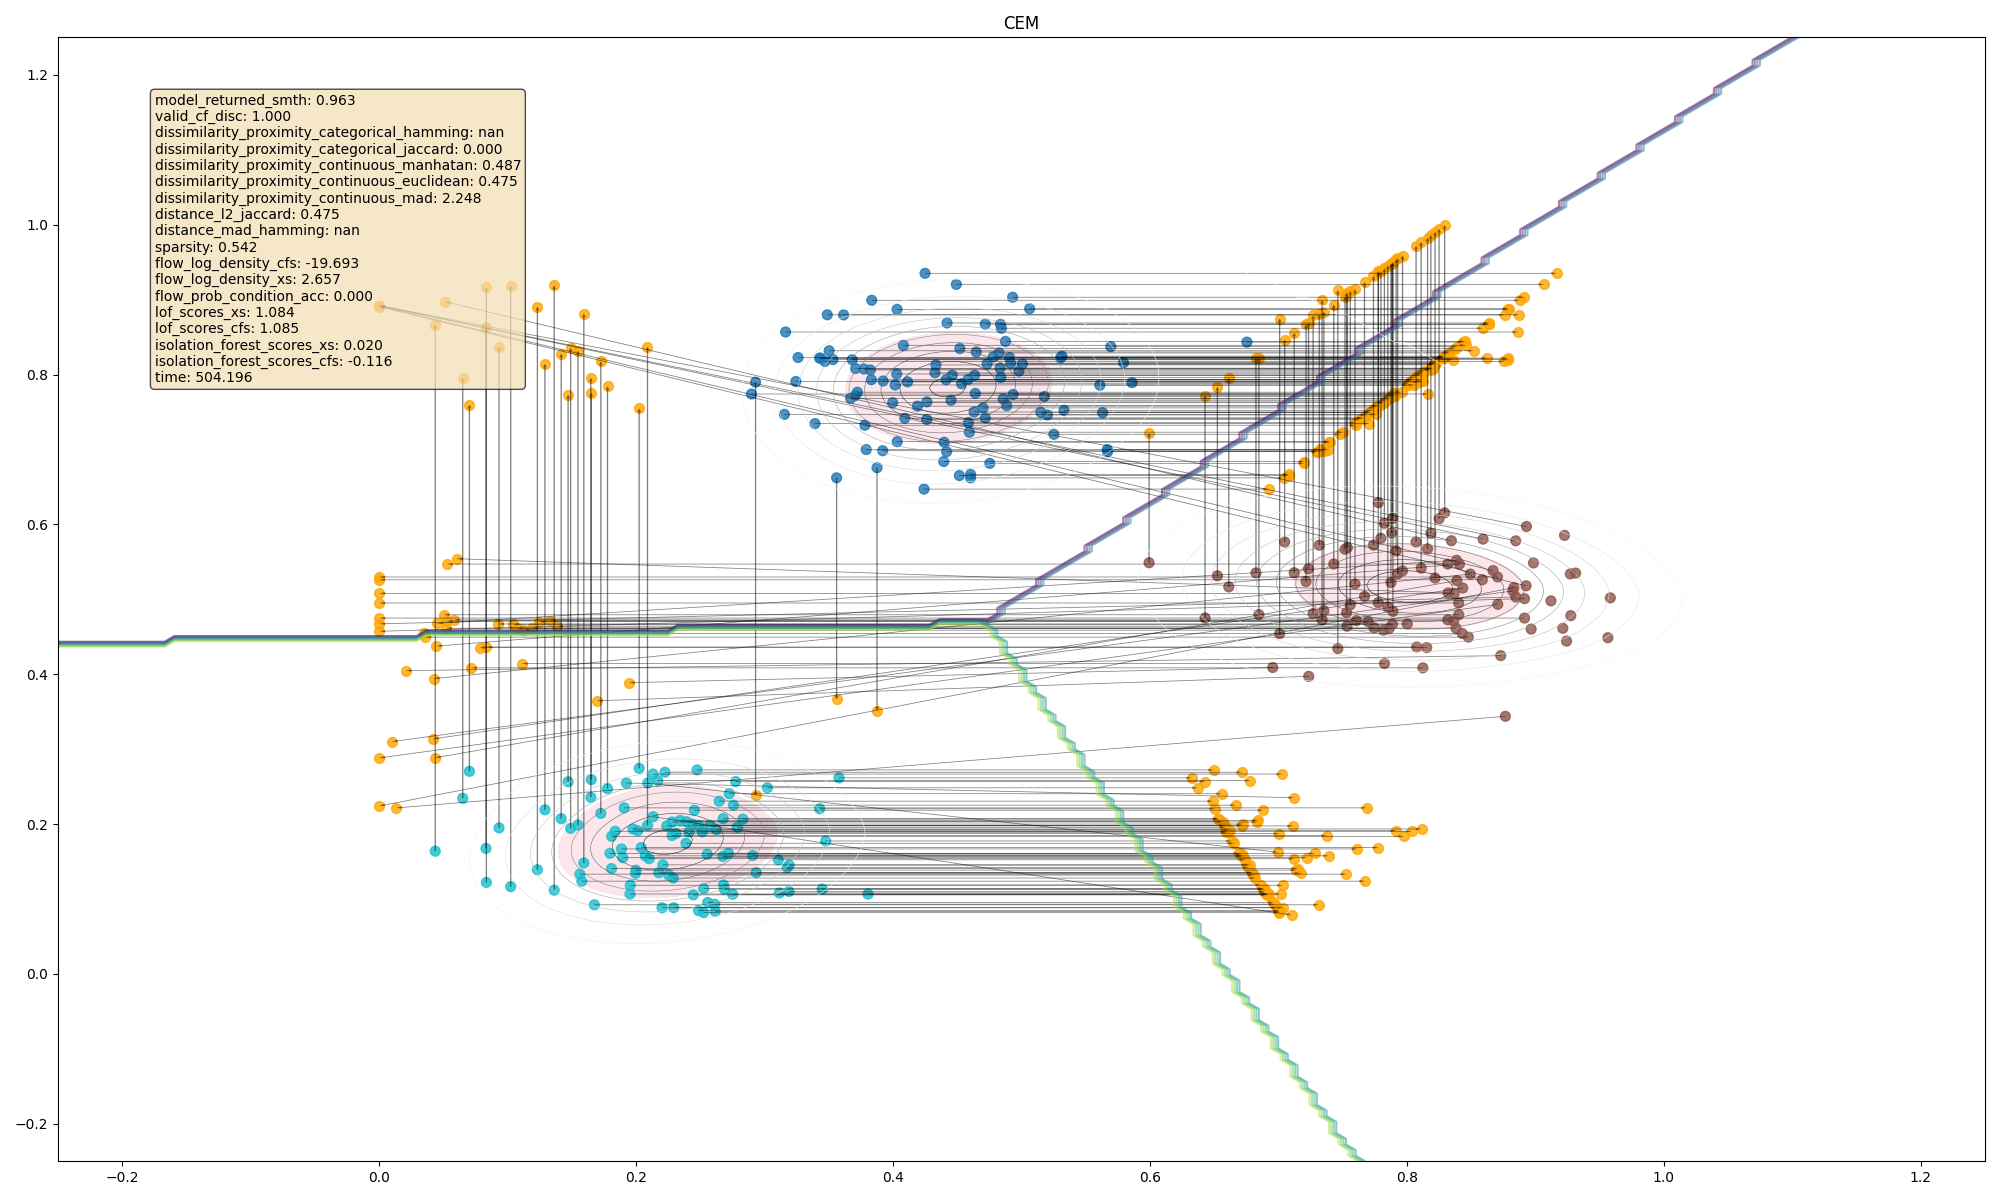 CEM
1.2
1.0
0.8
0.6
0.4
0.2
0.0
−0.2
model_returned_smth: 0.963
valid_cf_disc: 1.000
dissimilarity_proximity_categorical_hamming: nan
dissimilarity_proximity_categorical_jaccard: 0.000
dissimilarity_proximity_continuous_manhatan: 0.487
dissimilarity_proximity_continuous_euclidean: 0.475
dissimilarity_proximity_continuous_mad: 2.248
distance_l2_jaccard: 0.475
distance_mad_hamming: nan
sparsity: 0.542
flow_log_density_cfs: -19.693
flow_log_density_xs: 2.657
flow_prob_condition_acc: 0.000
lof_scores_xs: 1.084
lof_scores_cfs: 1.085
isolation_forest_scores_xs: 0.020
isolation_forest_scores_cfs: -0.116
time: 504.196
−0.2 0.0 0.2 0.4 0.6 0.8 1.0 1.2